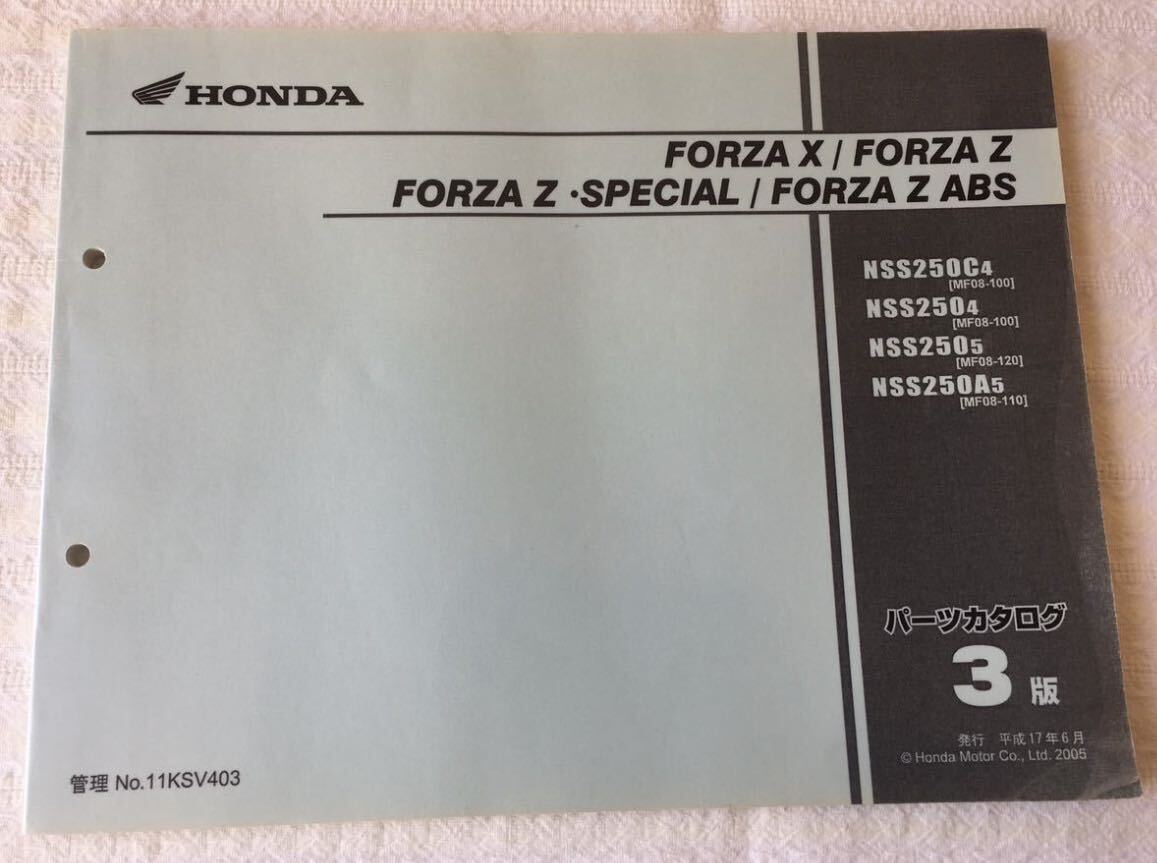 HONDA
FORZA X / FORZA Z
FORZA Z ･SPECIAL / FORZA Z ABS
NSS250C4
[MF08-100]
NSS2504
[MF08-100]
NSS2505
[MF08-120]
NSS250A5
[MF08-110]
パーツカタログ
3 版
発行 平成17年6月
© Honda Motor Co., Ltd. 2005
管理 No.11KSV403